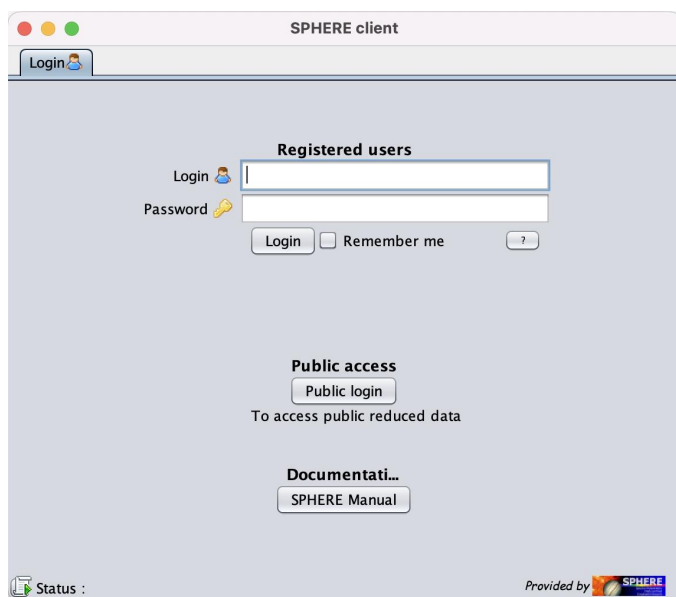 SPHERE client
Login
Registered users
Login
Password
Login Remember me ?
Public access
Public login
To access public reduced data
Documentati...
SPHERE Manual
Status :
Provided by SPHERE